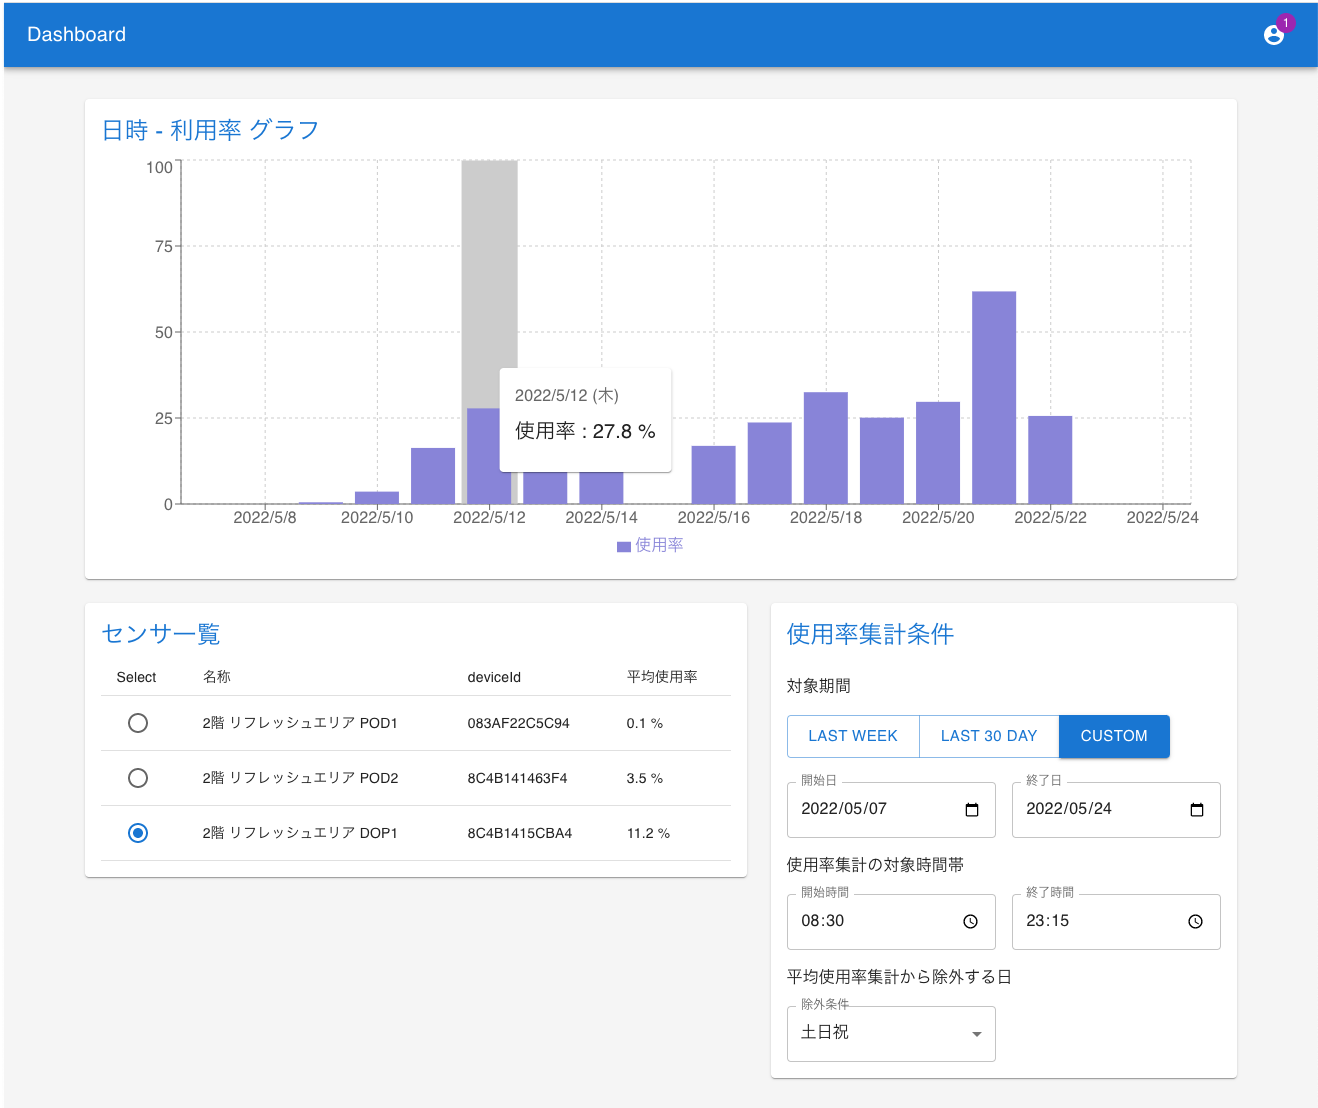 Dashboard
1
日時 - 利用率 グラフ
100
75
50
25
0
2022/5/12 (木)
使用率 : 27.8 %
2022/5/8 2022/5/10 2022/5/12 2022/5/14 2022/5/16 2022/5/18 2022/5/20 2022/5/22 2022/5/24
使用率
センサ一覧
Select 名称 deviceId 平均使用率
2階 リフレッシュエリア POD1 083AF22C5C94 0.1 %
2階 リフレッシュエリア POD2 8C4B141463F4 3.5 %
2階 リフレッシュエリア DOP1 8C4B1415CBA4 11.2 %
使用率集計条件
対象期間
LAST WEEK LAST 30 DAY CUSTOM
開始日 終了日
2022/05/07 2022/05/24
使用率集計の対象時間帯
開始時間 終了時間
08:30 23:15
平均使用率集計から除外する日
除外条件
土日祝